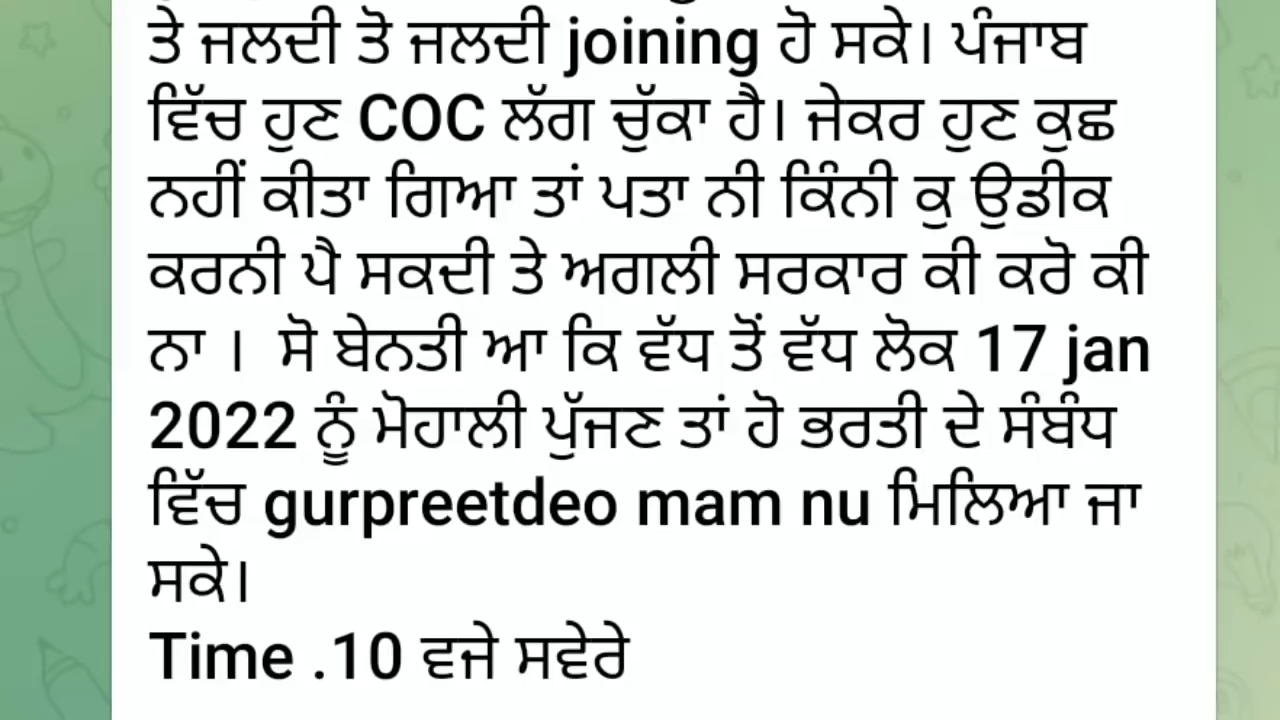 ਤੇ ਜਲਦੀ ਤੋ ਜਲਦੀ joining ਹੋ ਸਕੇ। ਪੰਜਾਬ
ਵਿੱਚ ਹੁਣ COC ਲੱਗ ਚੁੱਕਾ ਹੈ। ਜੇਕਰ ਹੁਣ ਕੁਛ
ਨਹੀਂ ਕੀਤਾ ਗਿਆ ਤਾਂ ਪਤਾ ਨੀ ਕਿੰਨੀ ਕੁ ਉਡੀਕ
ਕਰਨੀ ਪੈ ਸਕਦੀ ਤੇ ਅਗਲੀ ਸਰਕਾਰ ਕੀ ਕਰੋ ਕੀ
ਨਾ । ਸੋ ਬੇਨਤੀ ਆ ਕਿ ਵੱਧ ਤੋਂ ਵੱਧ ਲੋਕ 17 jan
2022 ਨੂੰ ਮੋਹਾਲੀ ਪੁੱਜਣ ਤਾਂ ਹੋ ਭਰਤੀ ਦੇ ਸੰਬੰਧ
ਵਿੱਚ gurpreetdeo mam nu ਮਿਲਿਆ ਜਾ
ਸਕੇ।
Time .10 ਵਜੇ ਸਵੇਰੇ